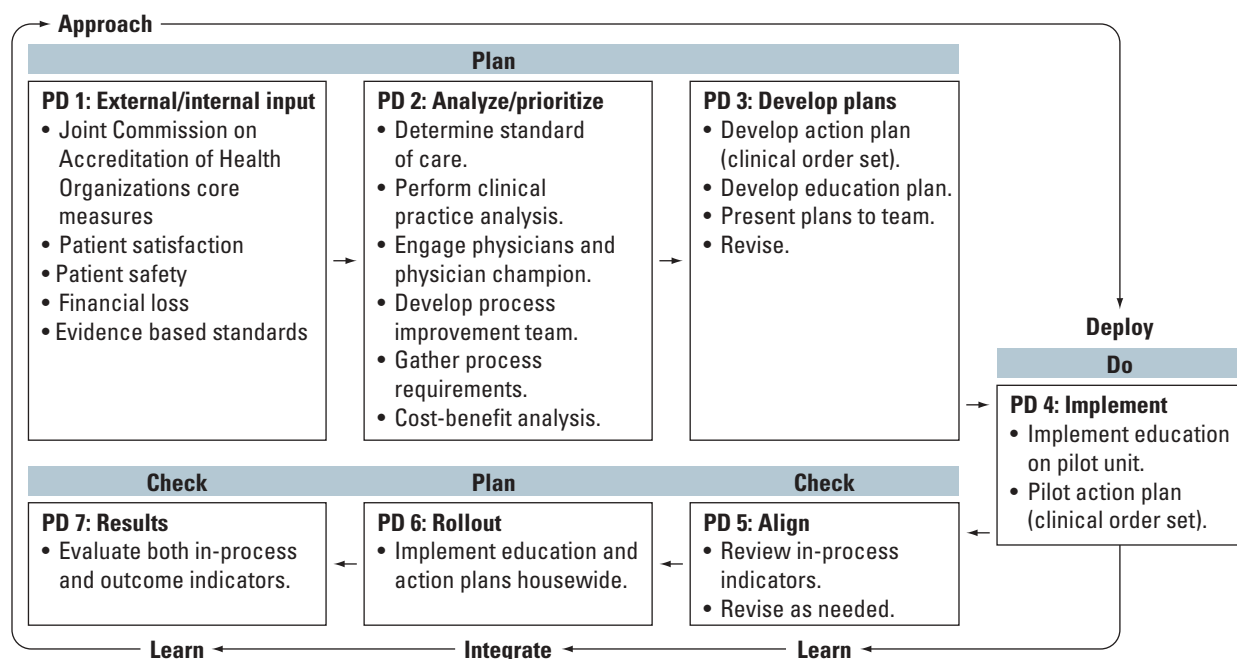 Approach
Plan
PD 1: External/internal input
• Joint Commission on
Accreditation of Health
Organizations core
measures
• Patient satisfaction
• Patient safety
• Financial loss
• Evidence based standards
PD 2: Analyze/prioritize
• Determine standard
of care.
• Perform clinical
practice analysis.
• Engage physicians and
physician champion.
• Develop process
improvement team.
• Gather process
requirements.
• Cost-benefit analysis.
PD 3: Develop plans
• Develop action plan
(clinical order set).
• Develop education plan.
• Present plans to team.
• Revise.
Deploy
Do
PD 4: Implement
• Implement education
on pilot unit.
• Pilot action plan
(clinical order set).
Check
PD 7: Results
• Evaluate both in-process
and outcome indicators.
Plan
PD 6: Rollout
• Implement education and
action plans housewide.
Check
PD 5: Align
• Review in-process
indicators.
• Revise as needed.
Learn
Integrate
Learn